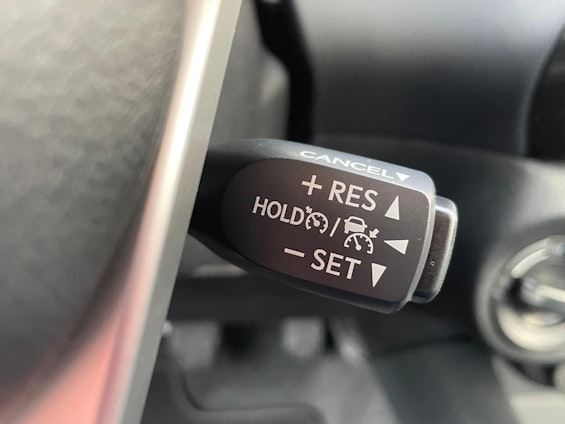 CANCEL▼
+ RES ▲
HOLD / ◄
− SET ▼